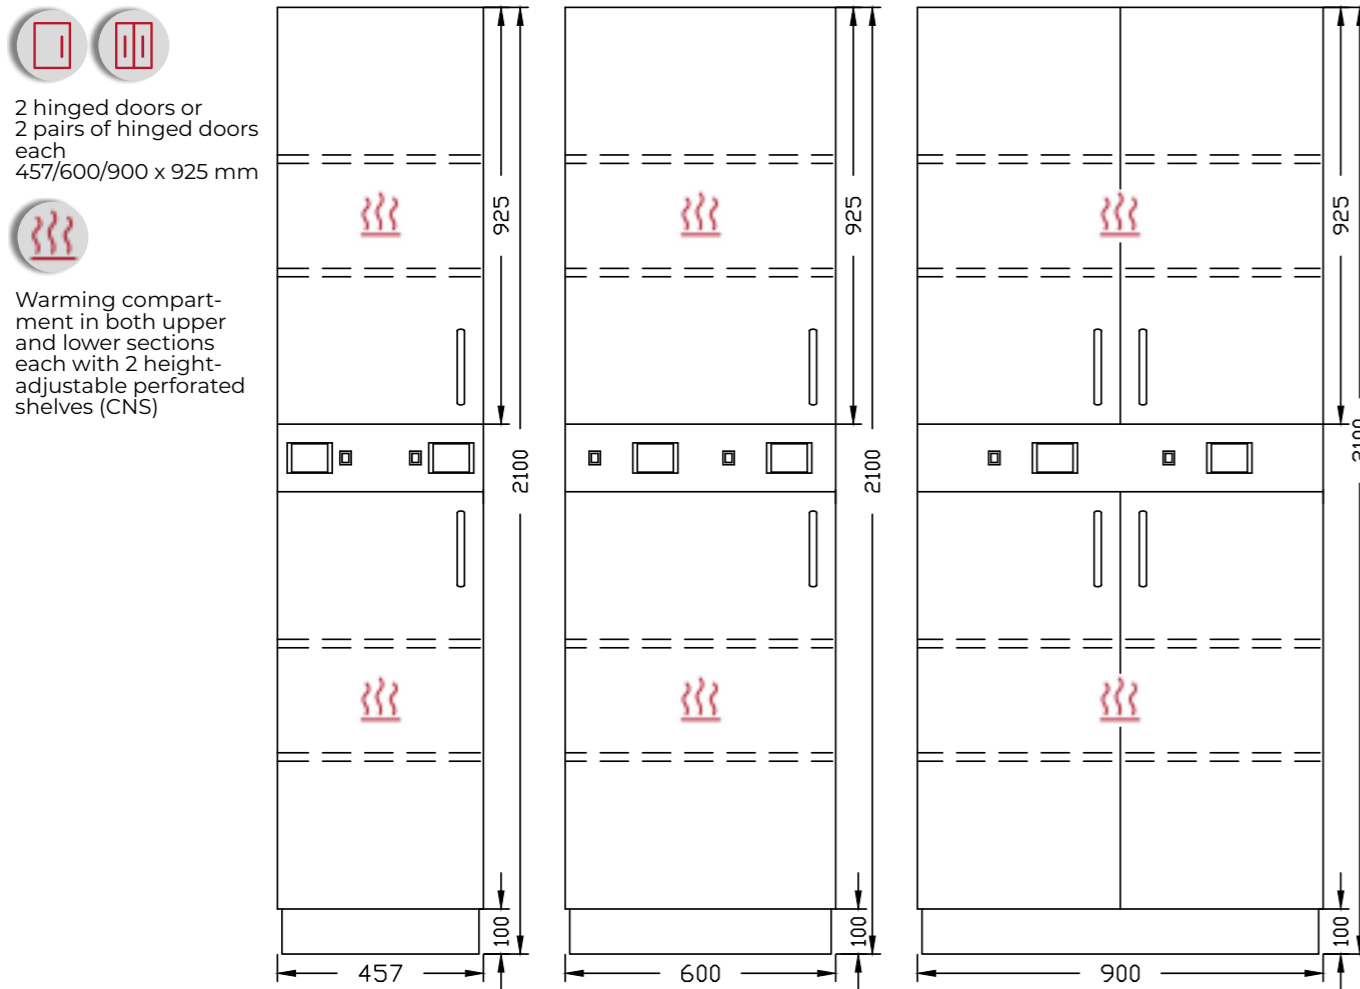 2 hinged doors or
2 pairs of hinged doors
each
457/600/900 x 925 mm
Warming compart-
ment in both upper
and lower sections
each with 2 height-
adjustable perforated
shelves (CNS)
925
2100
100
457
925
2100
100
600
925
2100
100
900